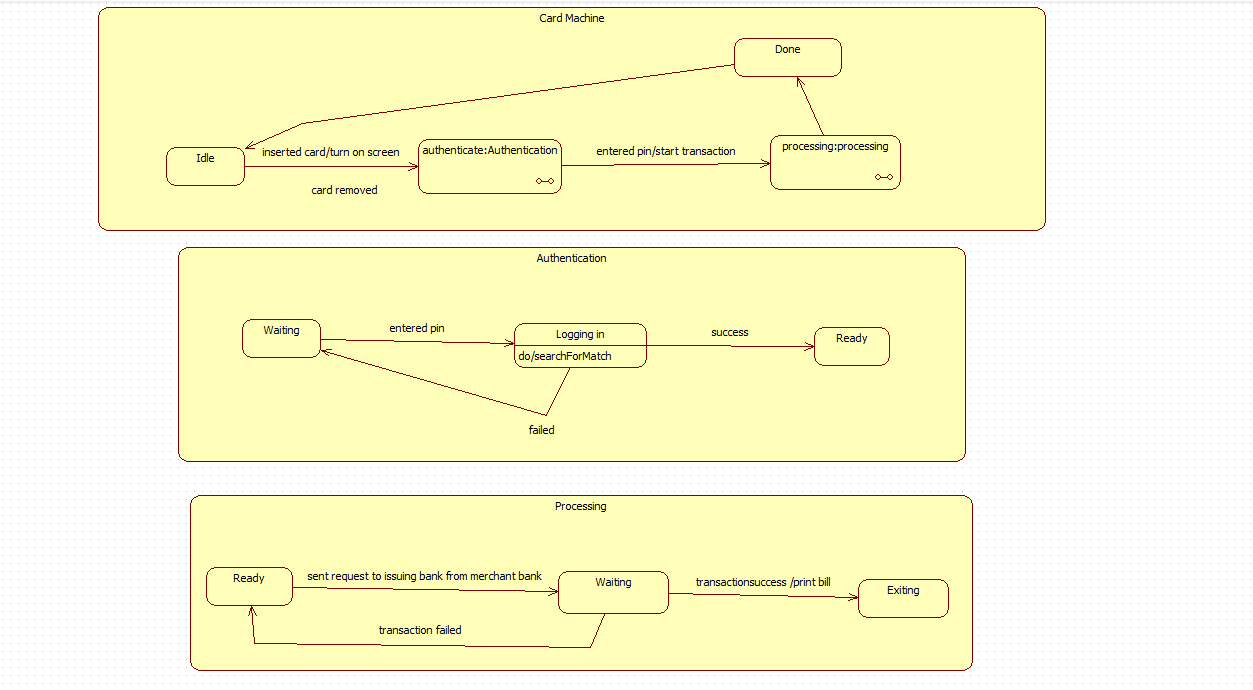 Card Machine
Done
Idle
inserted card/turn on screen
authenticate:Authentication
entered pin/start transaction
processing:processing
card removed
Authentication
Waiting
entered pin
Logging in
success
Ready
do/searchForMatch
failed
Processing
Ready
sent request to issuing bank from merchant bank
Waiting
transactionsuccess /print bill
Exiting
transaction failed